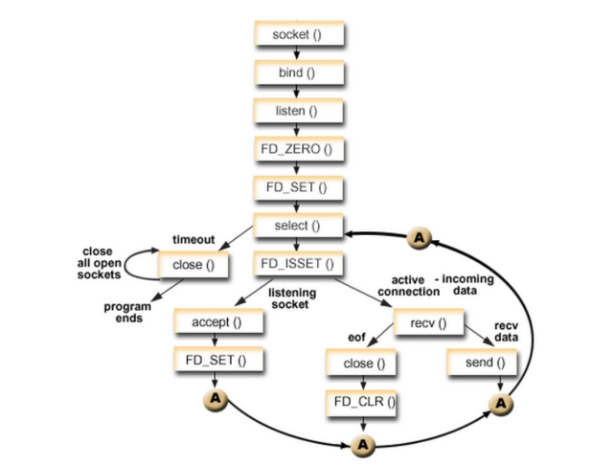 socket ()
bind ()
listen ()
FD_ZERO ()
FD_SET ()
select ()
A
timeout
close
all open
sockets
close ()
FD_ISSET ()
program
ends
listening
socket
active - incoming
connection data
accept ()
recv ()
eof
recv
data
FD_SET ()
close ()
send ()
A
FD_CLR ()
A
A